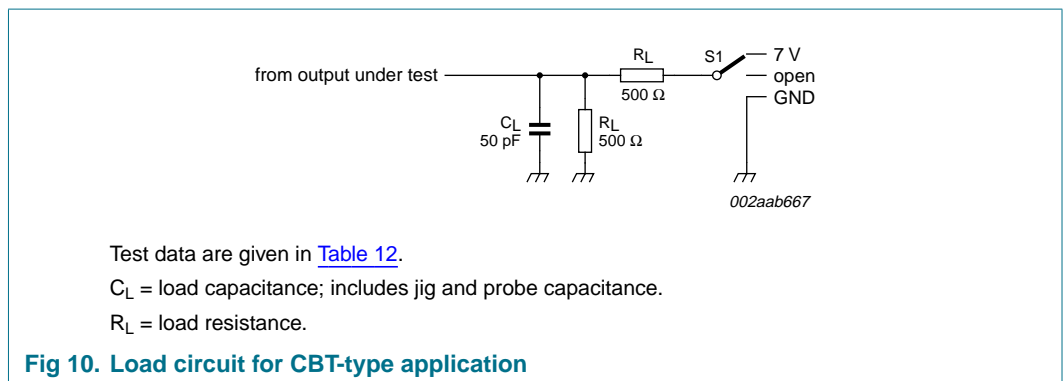 from output under test
RL
500 Ω
S1
7 V
open
GND
CL
50 pF
RL
500 Ω
002aab667
Test data are given in Table 12.
CL = load capacitance; includes jig and probe capacitance.
RL = load resistance.
Fig 10. Load circuit for CBT-type application